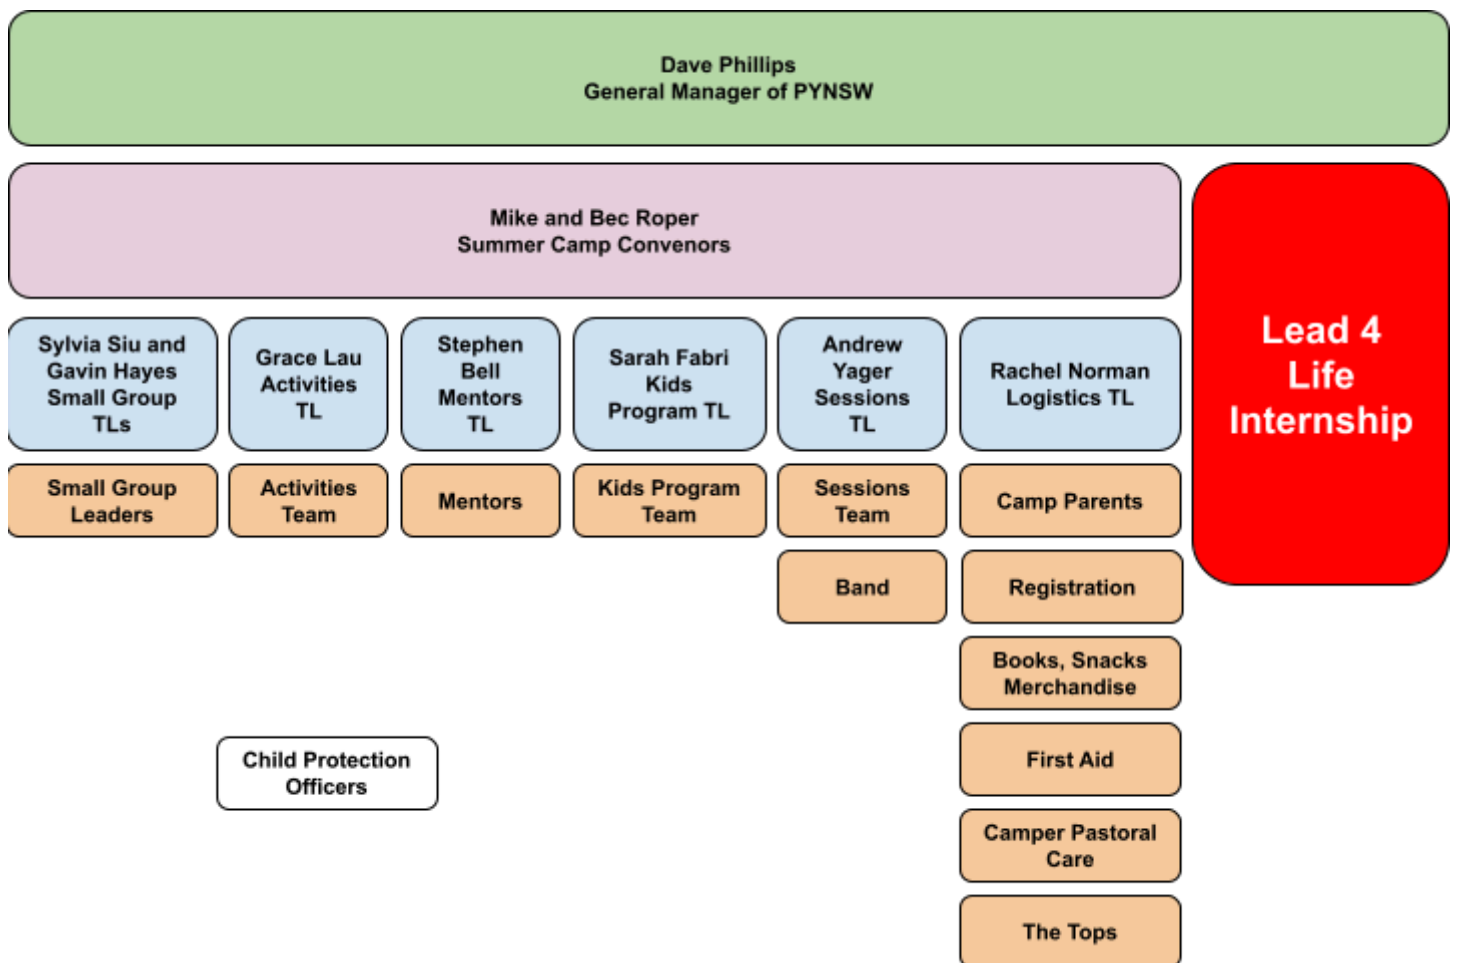 Dave Phillips
General Manager of PYNSW
Mike and Bec Roper
Summer Camp Convenors
Lead 4
Life
Internship
Sylvia Siu and
Gavin Hayes
Small Group
TLs
Grace Lau
Activities
TL
Stephen
Bell
Mentors
TL
Sarah Fabri
Kids
Program TL
Andrew
Yager
Sessions
TL
Rachel Norman
Logistics TL
Small Group
Leaders
Activities
Team
Mentors
Kids Program
Team
Sessions
Team
Camp Parents
Band
Registration
Books, Snacks
Merchandise
Child Protection
Officers
First Aid
Camper Pastoral
Care
The Tops